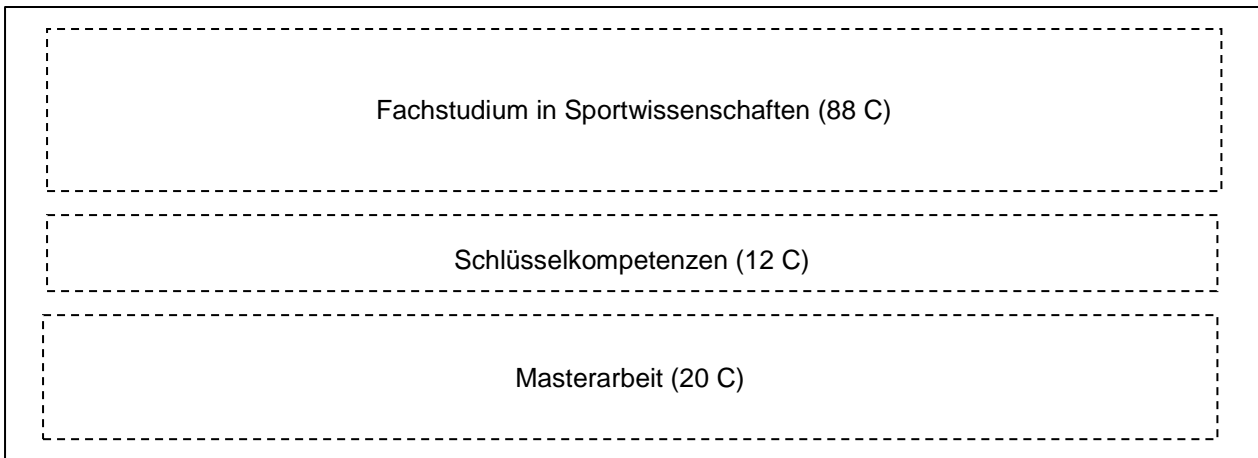 Fachstudium in Sportwissenschaften (88 C)
Schlüsselkompetenzen (12 C)
Masterarbeit (20 C)